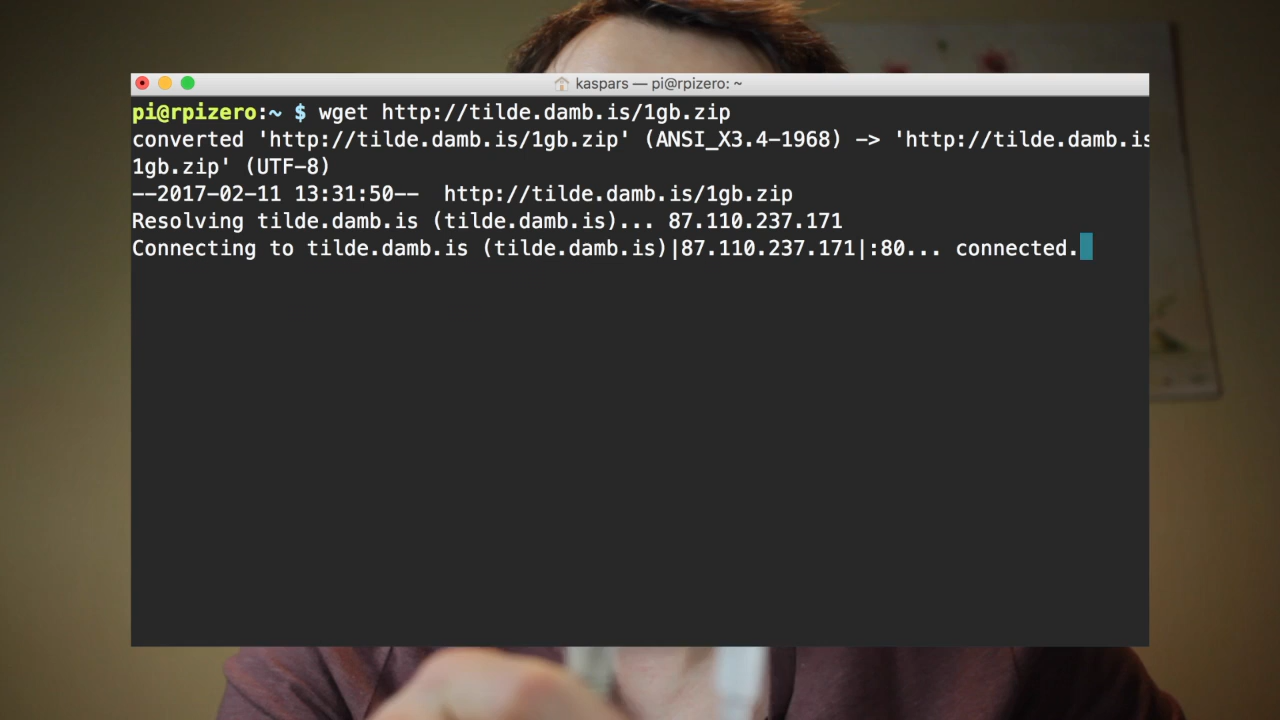 kaspars — pi@rpizero: ~
pi@rpizero:~ $ wget http://tilde.damb.is/1gb.zip
converted 'http://tilde.damb.is/1gb.zip' (ANSI_X3.4-1968) -> 'http://tilde.damb.is
1gb.zip' (UTF-8)
--2017-02-11 13:31:50-- http://tilde.damb.is/1gb.zip
Resolving tilde.damb.is (tilde.damb.is)... 87.110.237.171
Connecting to tilde.damb.is (tilde.damb.is)|87.110.237.171|:80... connected.